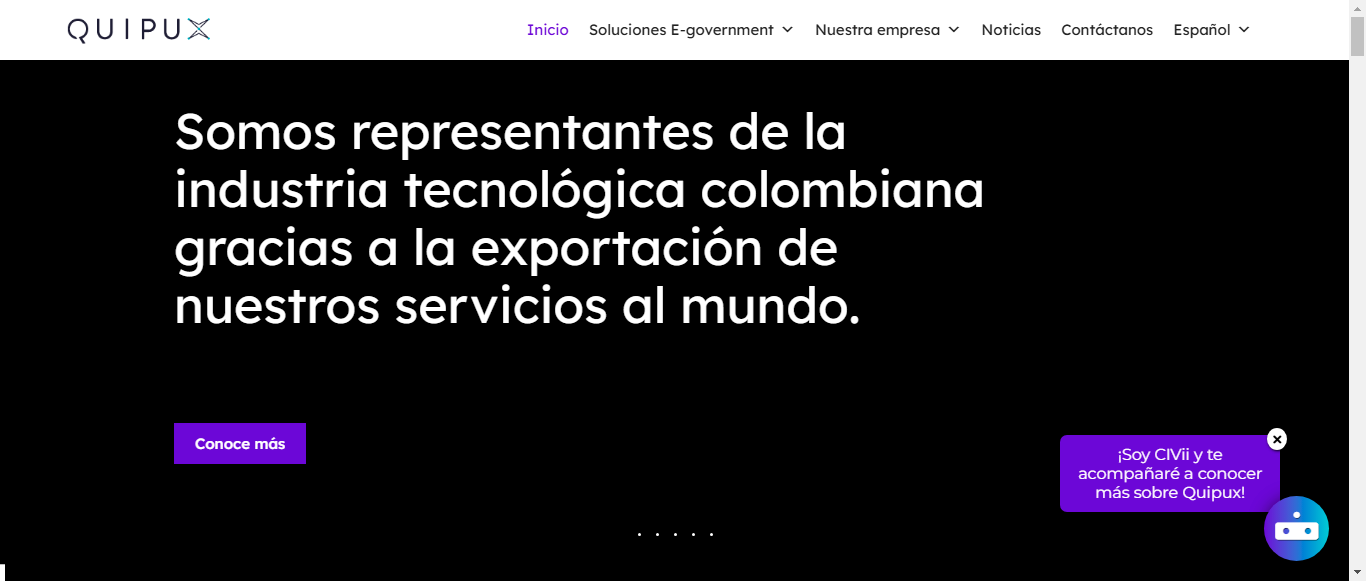 QUIPUX
Inicio
Soluciones E-government
Nuestra empresa
Noticias
Contáctanos
Español
Somos representantes de la
industria tecnológica colombiana
gracias a la exportación de
nuestros servicios al mundo.
Conoce más
¡Soy CIVii y te
acompañaré a conocer
más sobre Quipux!